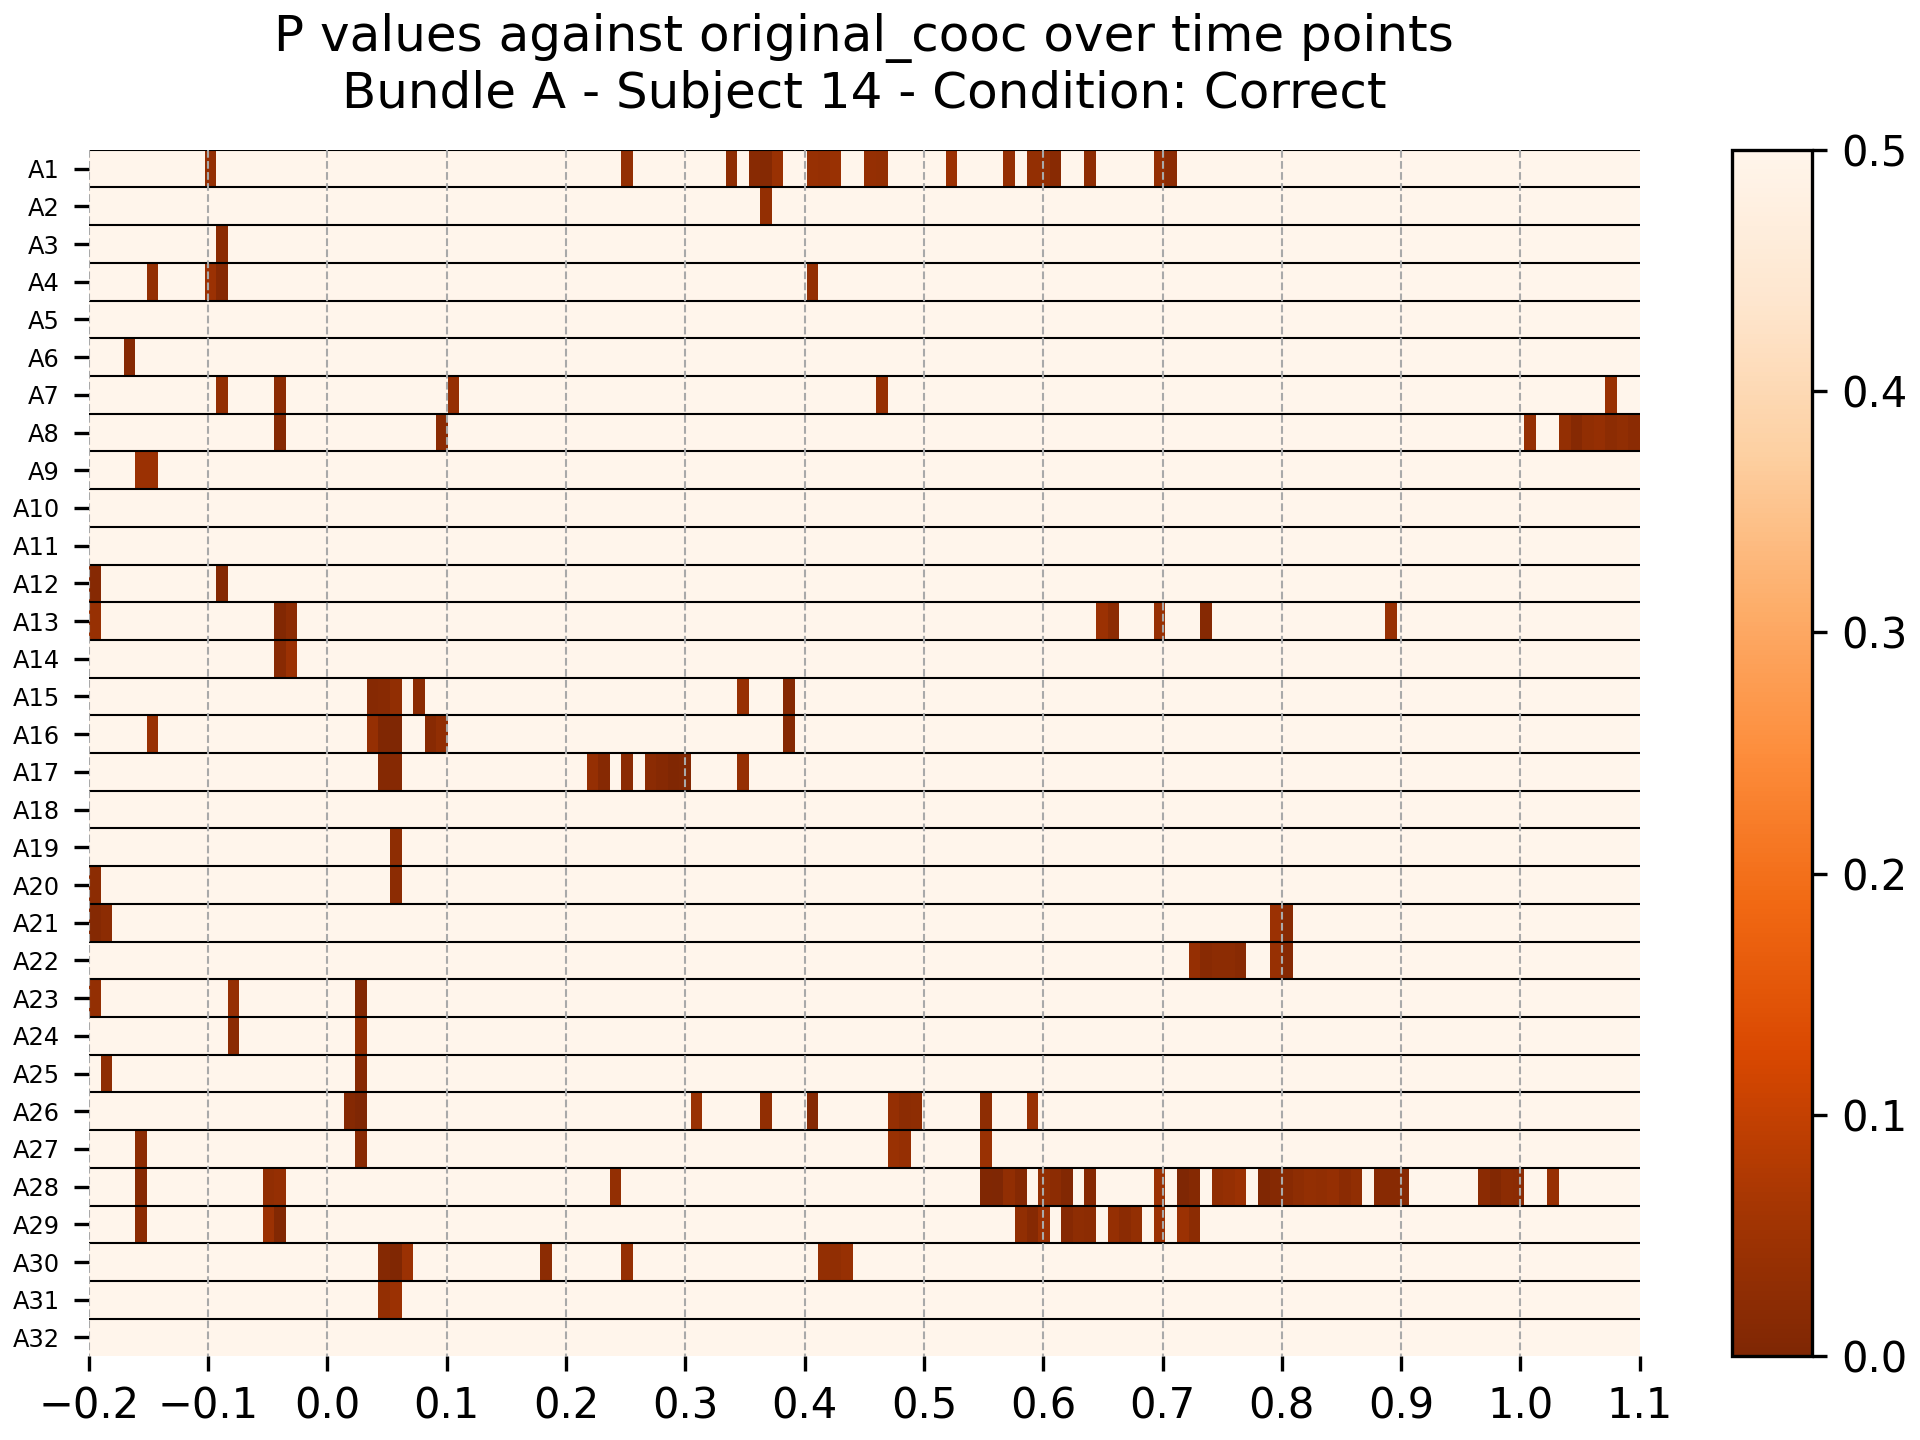 P values against original_cooc over time points
Bundle A - Subject 14 - Condition: Correct
A1
A2
A3
A4
A5
A6
A7
A8
A9
A10
A11
A12
A13
A14
A15
A16
A17
A18
A19
A20
A21
A22
A23
A24
A25
A26
A27
A28
A29
A30
A31
A32
−0.2 −0.1 0.0 0.1 0.2 0.3 0.4 0.5 0.6 0.7 0.8 0.9 1.0 1.1
0.5
0.4
0.3
0.2
0.1
0.0